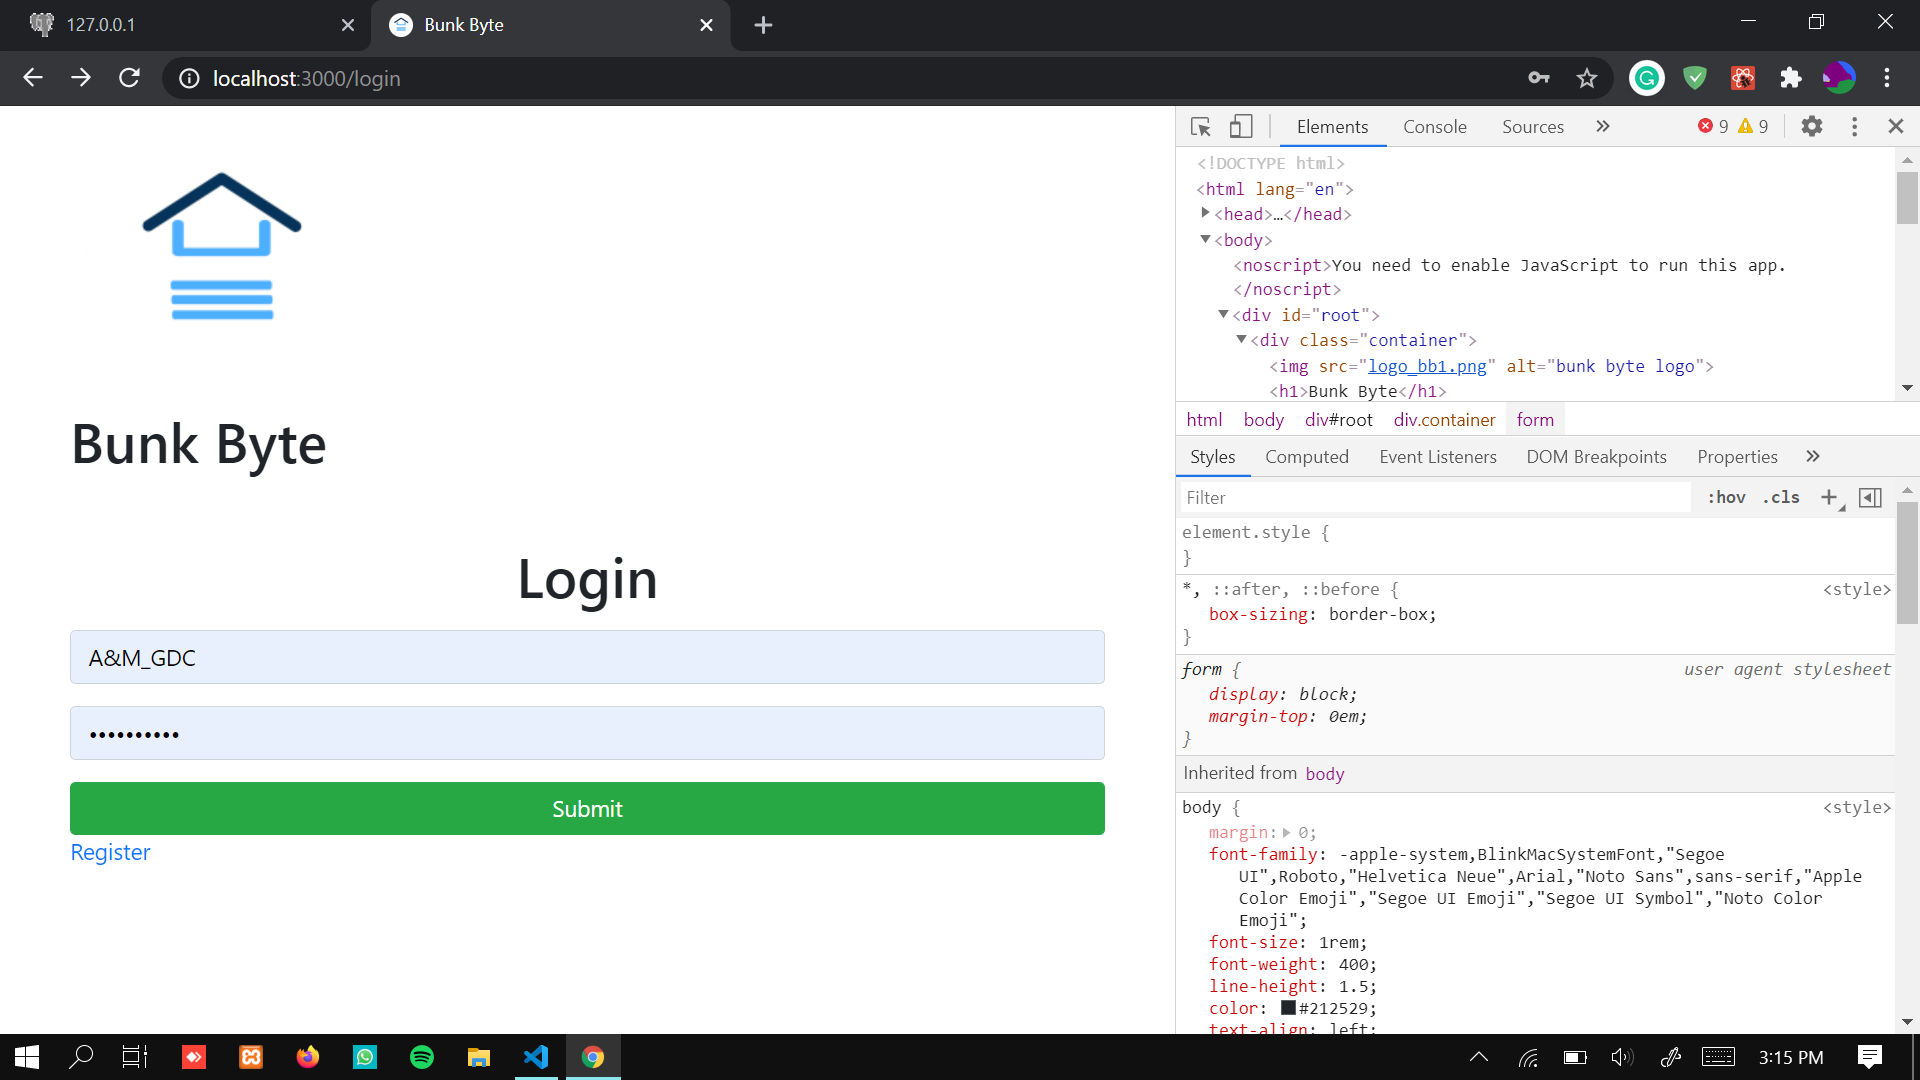 127.0.0.1
Bunk Byte
localhost:3000/login
Bunk Byte
Login
A&M_GDC
••••••••••
Submit
Register
Elements Console Sources » 9 9
<!DOCTYPE html>
<html lang="en">
<head>…</head>
<body>
<noscript>You need to enable JavaScript to run this app.
</noscript>
<div id="root">
<div class="container">
<img src="logo_bb1.png" alt="bunk byte logo">
<h1>Bunk Byte</h1>
html body div#root div.container form
Styles Computed Event Listeners DOM Breakpoints Properties »
Filter :hov .cls +
element.style {
}
*, ::after, ::before { <style>
box-sizing: border-box;
}
form { user agent stylesheet
display: block;
margin-top: 0em;
}
Inherited from body
body { <style>
margin: 0;
font-family: -apple-system,BlinkMacSystemFont,"Segoe
UI",Roboto,"Helvetica Neue",Arial,"Noto Sans",sans-serif,"Apple
Color Emoji","Segoe UI Emoji","Segoe UI Symbol","Noto Color
Emoji";
font-size: 1rem;
font-weight: 400;
line-height: 1.5;
color: #212529;
text-align: left;
3:15 PM